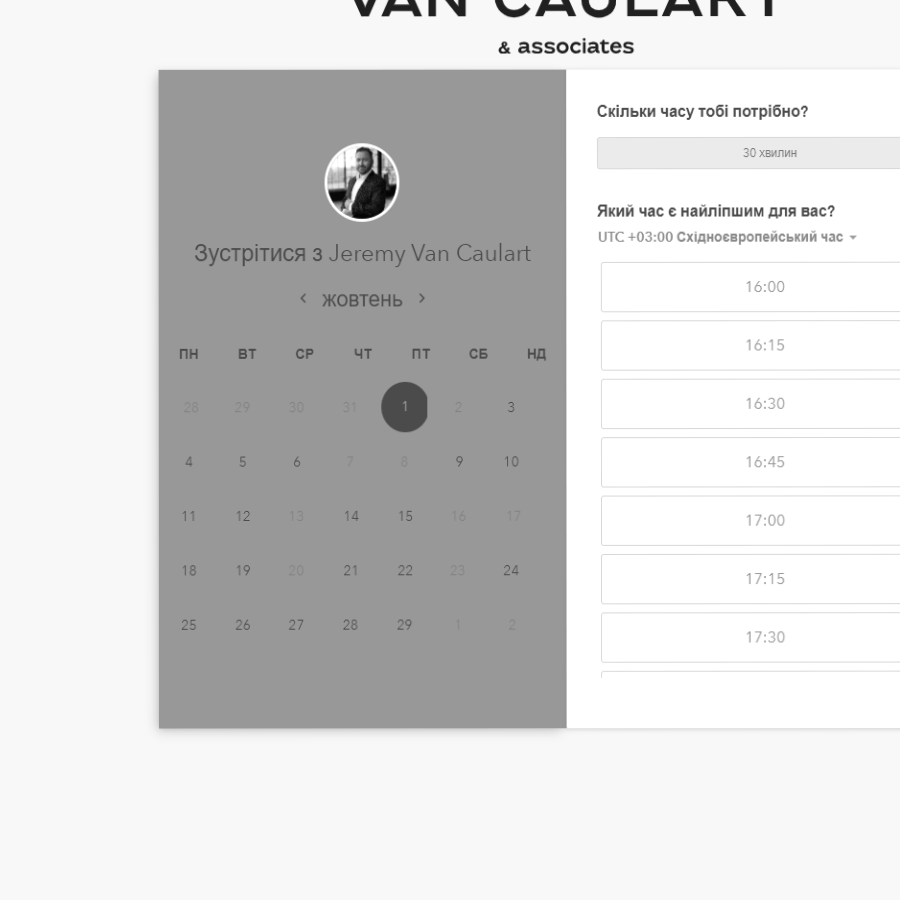 VAN CAULART
& associates
Зустрітися з Jeremy Van Caulart
жовтень
ПН ВТ СР ЧТ ПТ СБ НД
28 29 30 31 1 2 3
4 5 6 7 8 9 10
11 12 13 14 15 16 17
18 19 20 21 22 23 24
25 26 27 28 29 1 2
Скільки часу тобі потрібно?
30 хвилин
Який час є найліпшим для вас?
UTC +03:00 Східноєвропейський час
16:00
16:15
16:30
16:45
17:00
17:15
17:30